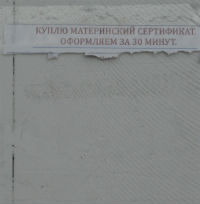 КУПЛЮ МАТЕРИНСКИЙ СЕРТИФИКАТ.
ОФОРМЛЯЕМ ЗА 30 МИНУТ.